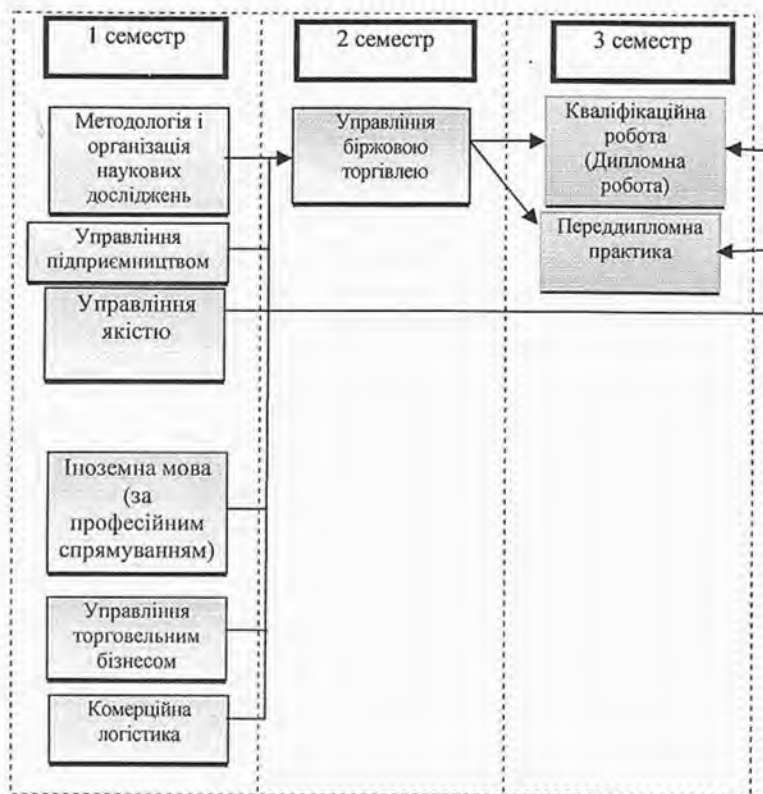 1 семестр
2 семестр
3 семестр
Методологія і
організація
наукових
досліджень
Управління
підприємництвом
Управління
якістю
Іноземна мова
(за
професійним
спрямуванням)
Управління
торговельним
бізнесом
Комерційна
логістика
Управління
біржовою
торгівлею
Кваліфікаційна
робота
(Дипломна
робота)
Переддипломна
практика